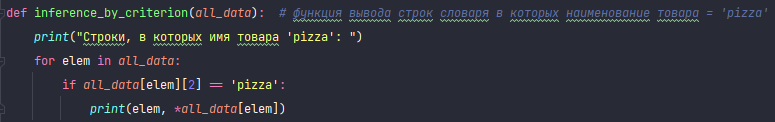 def inference_by_criterion(all_data):  # функция вывода строк словаря в которых наименование товара = 'pizza'
    print("Строки, в которых имя товара 'pizza': ")
    for elem in all_data:
        if all_data[elem][2] == 'pizza':
            print(elem, *all_data[elem])